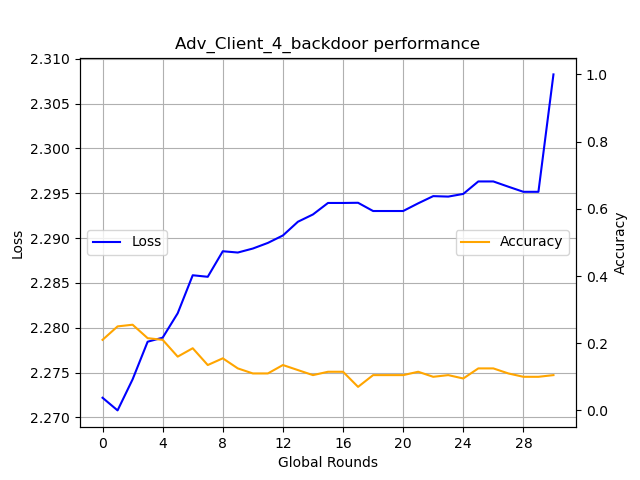 Adv_Client_4_backdoor performance
2.310
2.305
2.300
2.295
2.290
2.285
2.280
2.275
2.270
Loss
Loss
Accuracy
1.0
0.8
0.6
0.4
0.2
0.0
Accuracy
0 4 8 12 16 20 24 28
Global Rounds